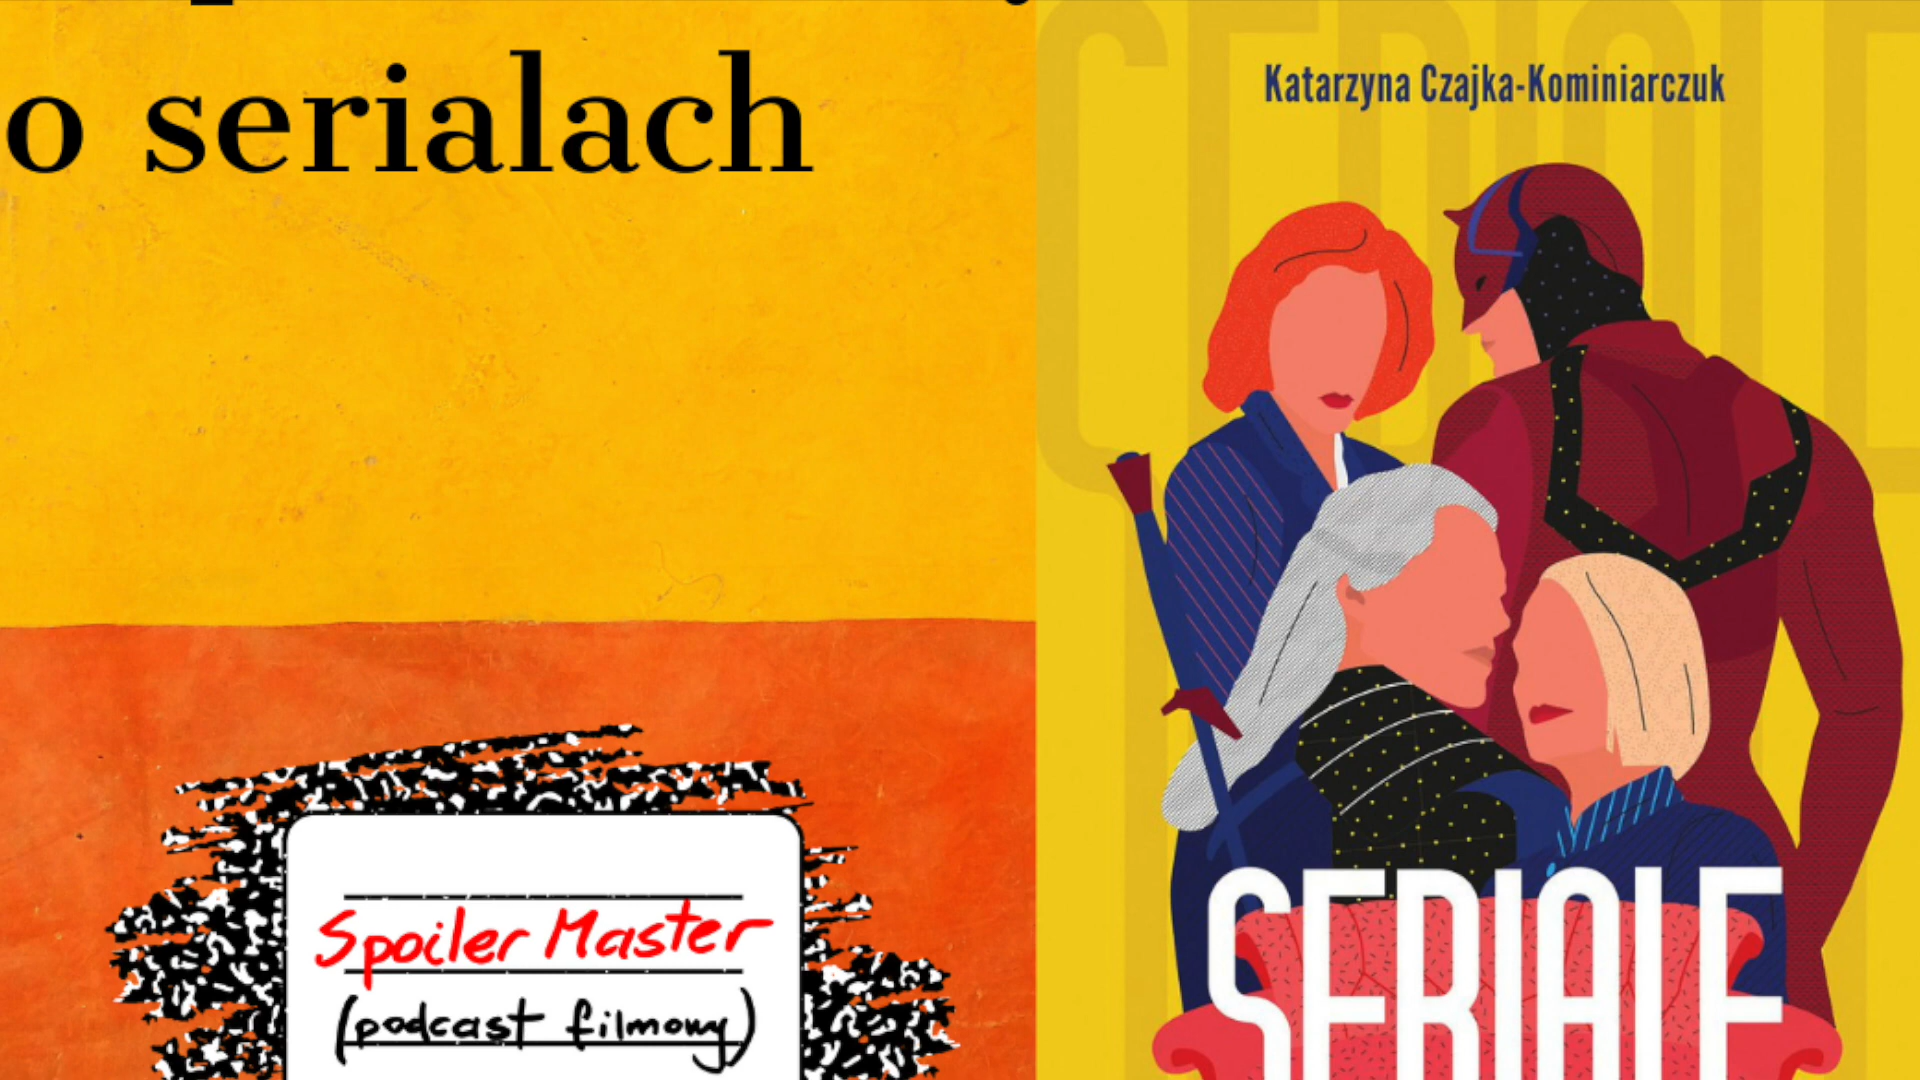 o serialach
Spoiler Master
(podcast filmowy)
Katarzyna Czajka-Kominiarczuk
SERIALE